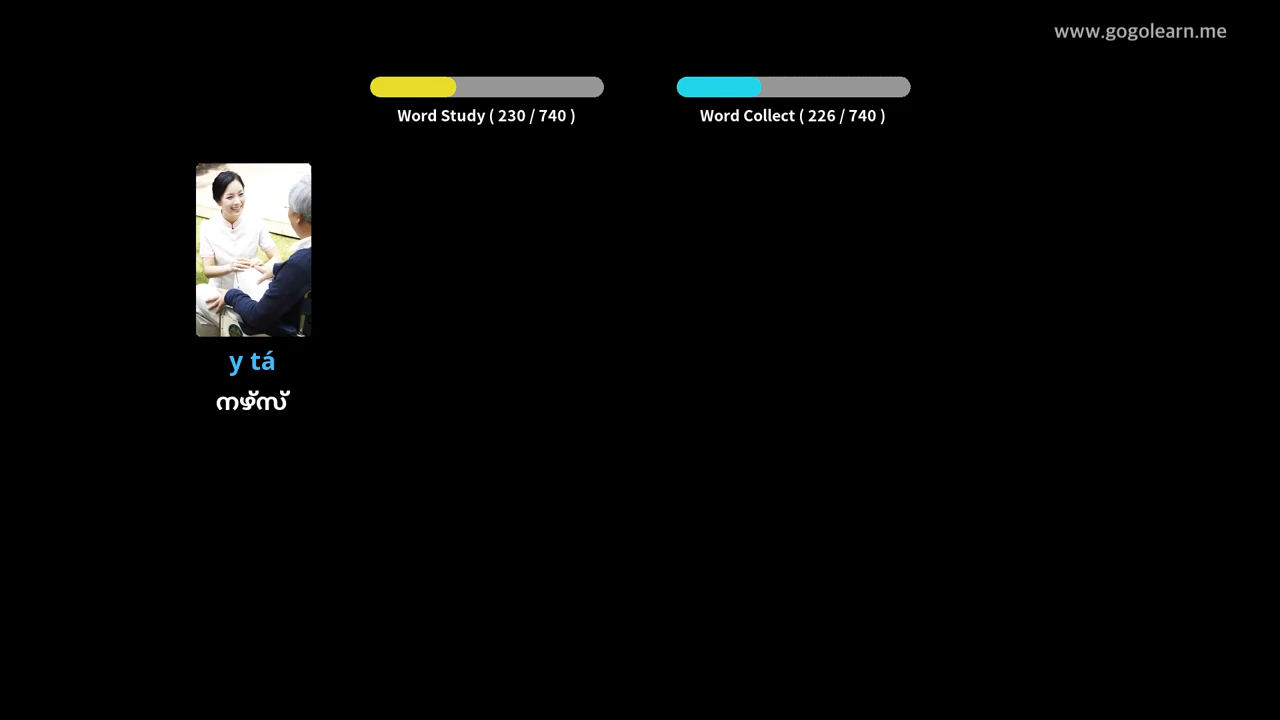 www.gogolearn.me
Word Study ( 230 / 740 )
Word Collect ( 226 / 740 )
y tá
നഴ്സ്